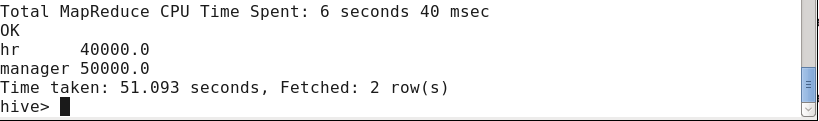 Total MapReduce CPU Time Spent: 6 seconds 40 msec
OK
hr      40000.0
manager 50000.0
Time taken: 51.093 seconds, Fetched: 2 row(s)
hive>